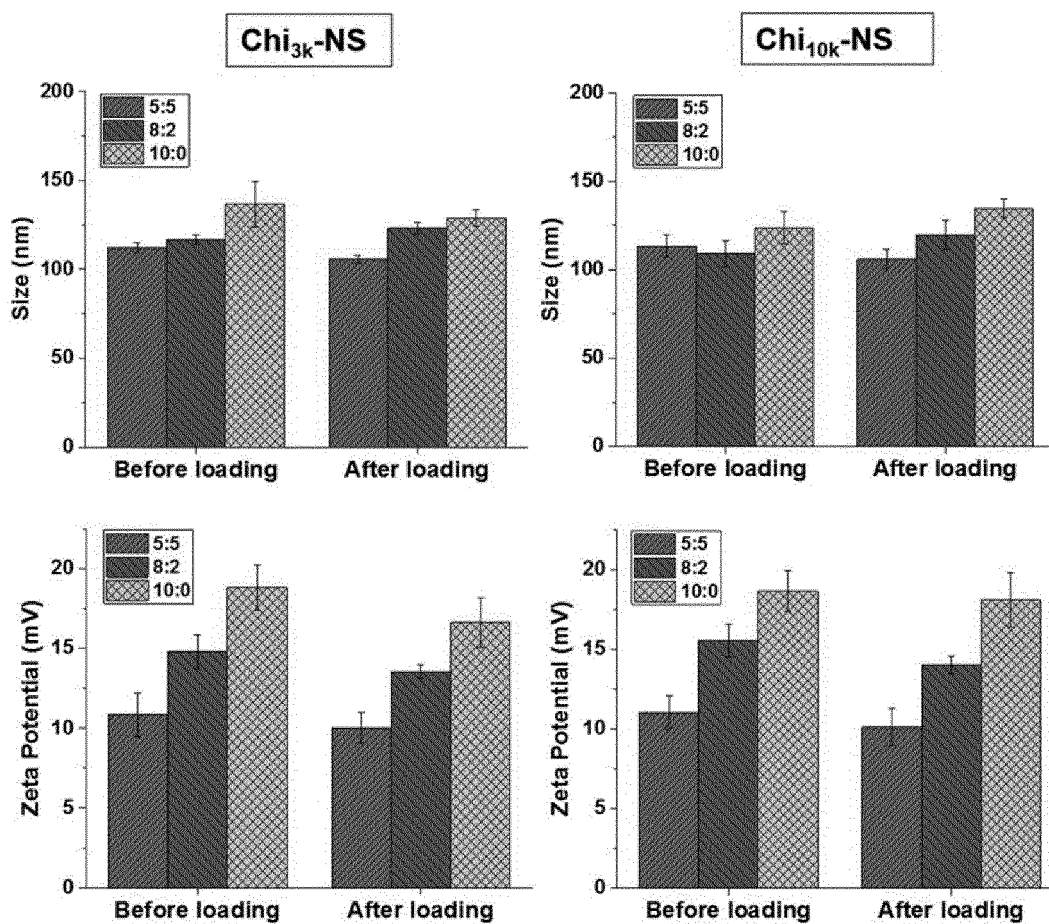 Chi3k-NS
Chi10k-NS
200
150
100
50
0
Size (nm)
5:5
8:2
10:0
Before loading
After loading
200
150
100
50
0
Size (nm)
5:5
8:2
10:0
Before loading
After loading
20
15
10
5
0
Zeta Potential (mV)
5:5
8:2
10:0
Before loading
After loading
20
15
10
5
0
Zeta Potential (mV)
5:5
8:2
10:0
Before loading
After loading